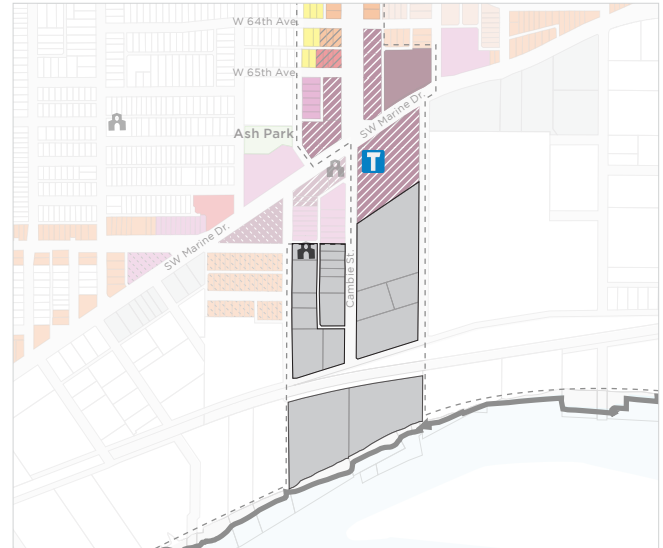 W 64th Ave
W 65th Ave
SW Marine Dr.
Ash Park
T
SW Marine Dr.
Cambie St.